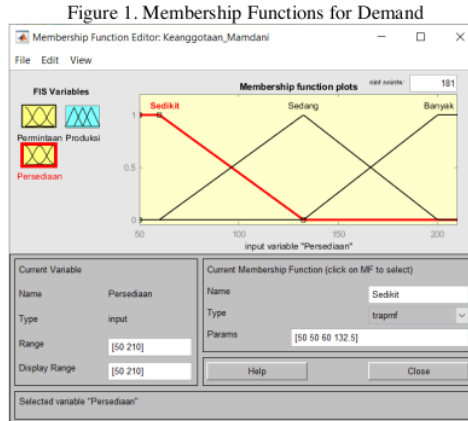 Figure 1. Membership Functions for Demand
Membership Function Editor: Keanggotaan_Mamdani
File Edit View
FIS Variables
Membership function plots
plot points:
181
Permintaan
Produksi
Persediaan
Sedikit
Sedang
Banyak
1
0.5
0
50
100
150
200
input variable "Persediaan"
Current Variable
Name
Persediaan
Type
input
Range
[50 210]
Display Range
[50 210]
Current Membership Function (click on MF to select)
Name
Sedikit
Type
trapmf
Params
[50 50 60 132.5]
Help
Close
Selected variable "Persediaan"